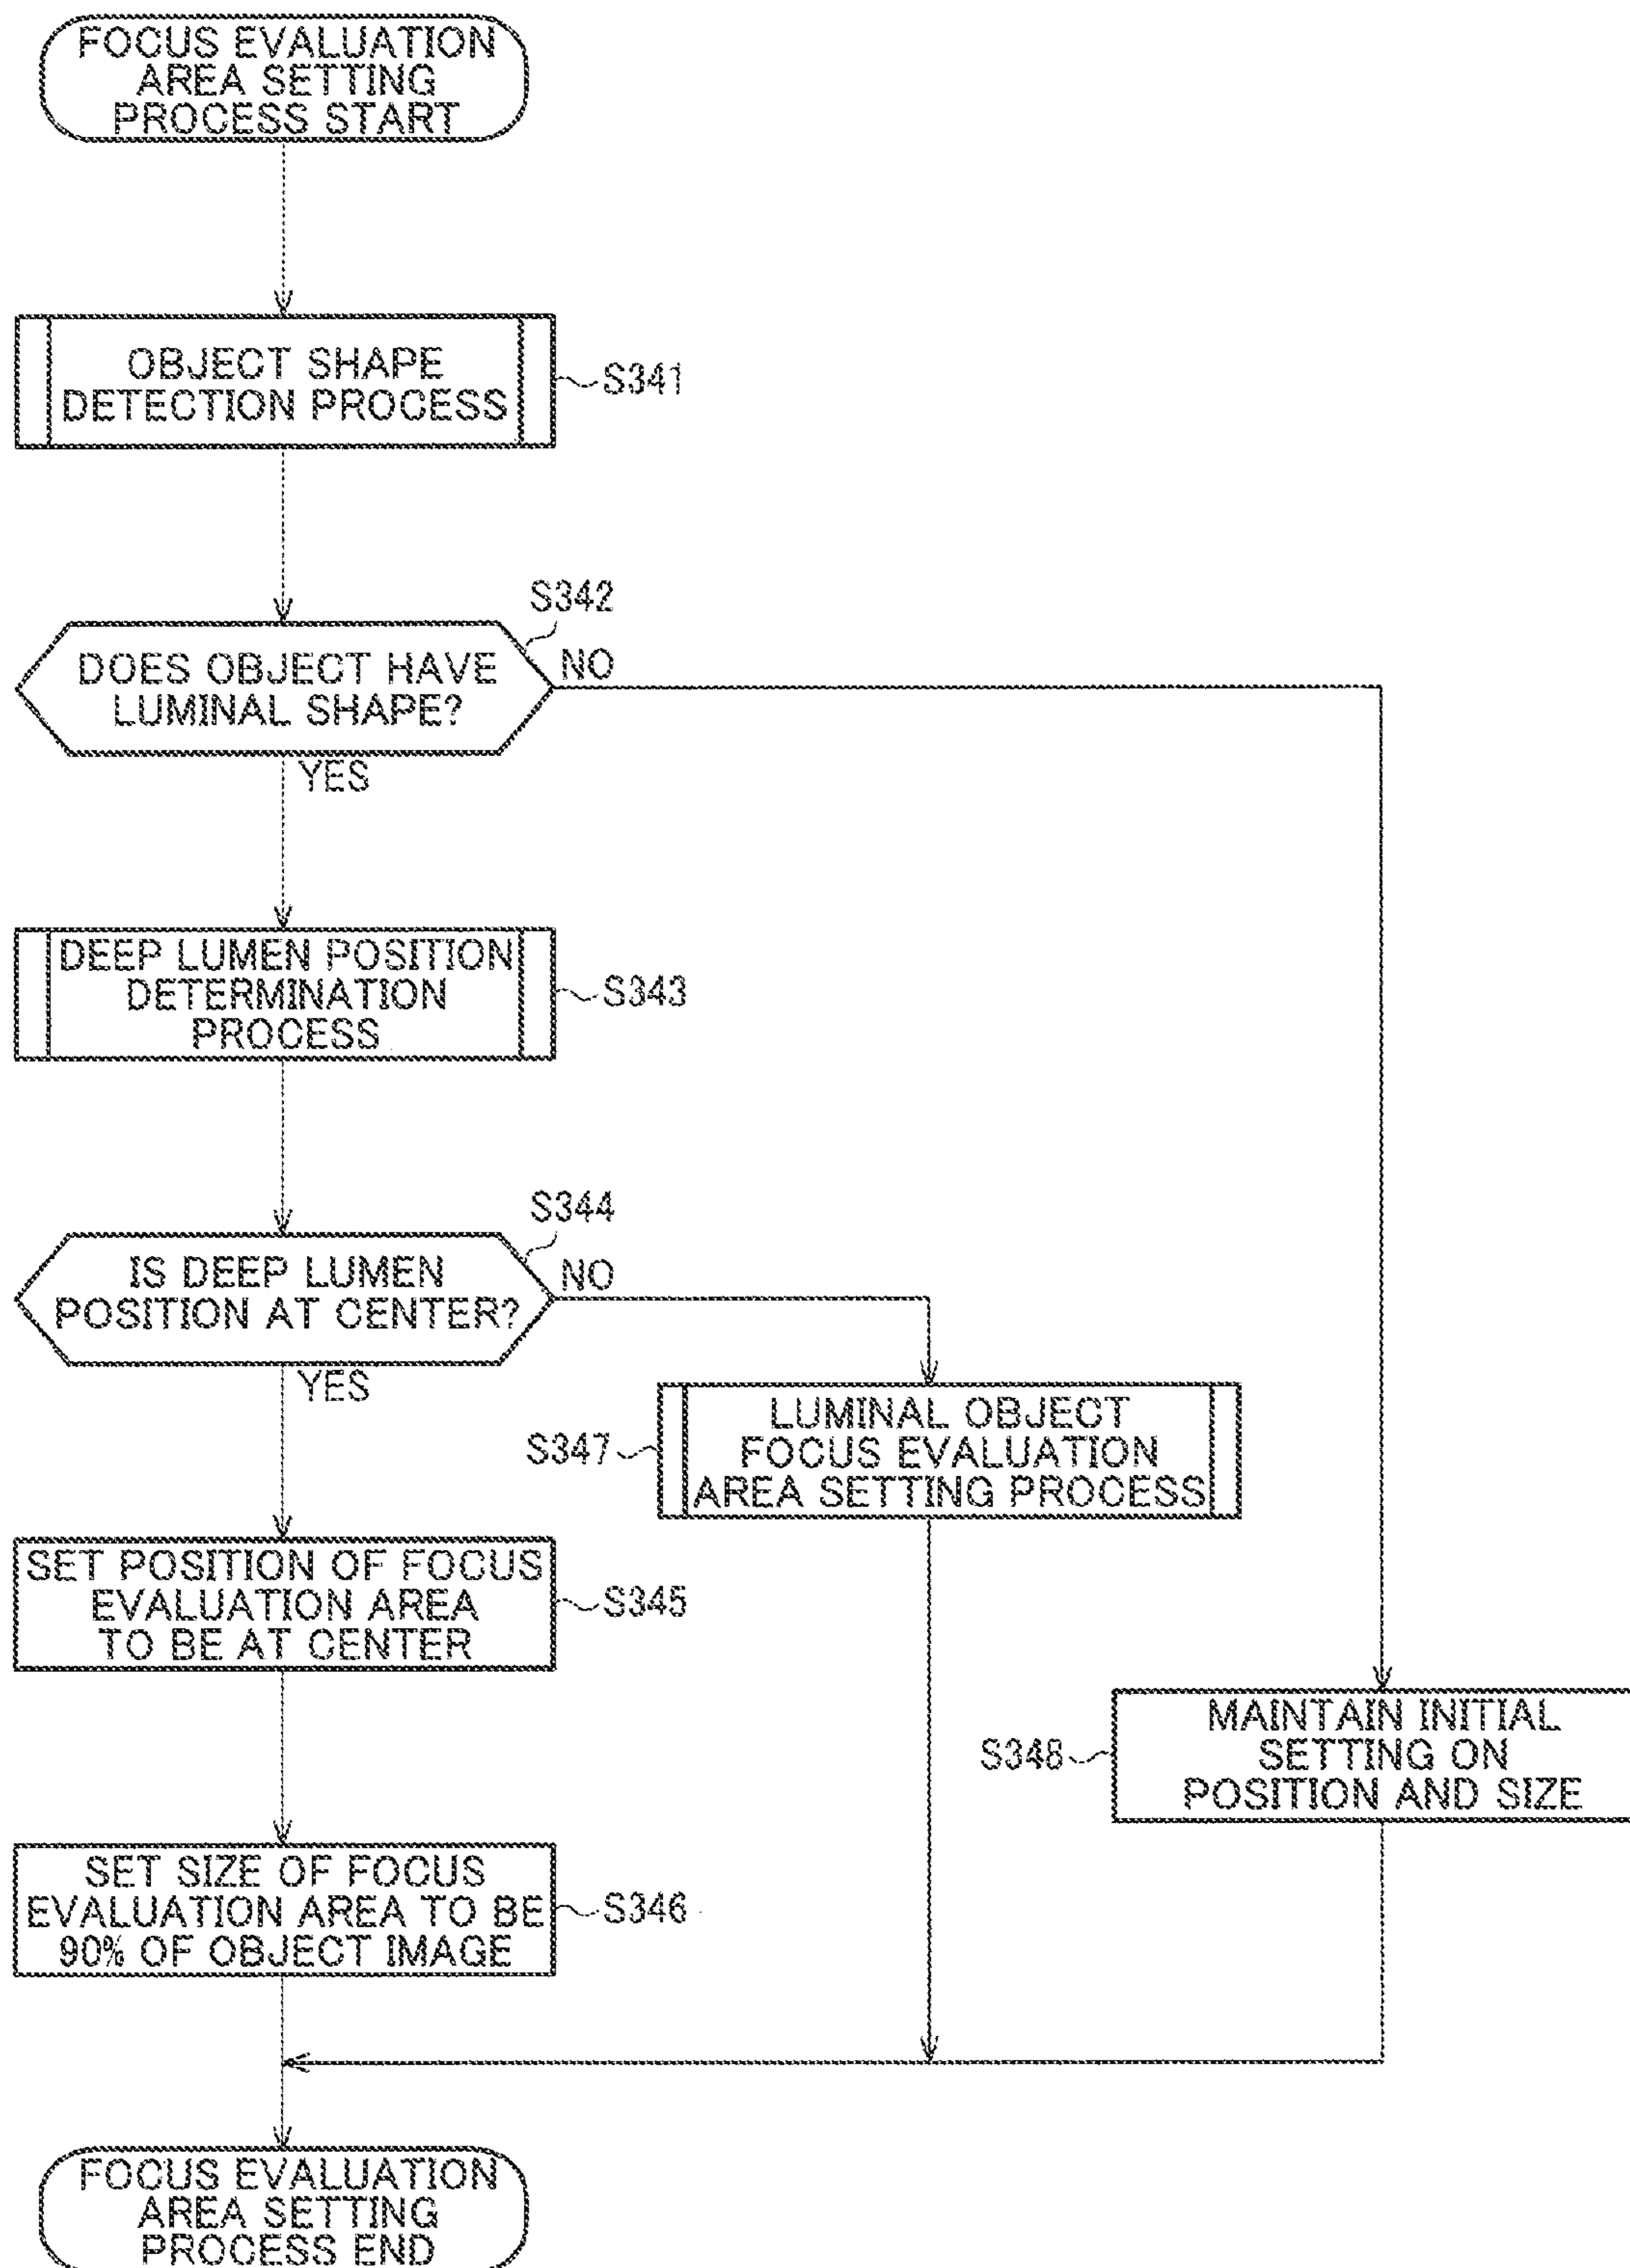 FOCUS EVALUATION
AREA SETTING
PROCESS START
OBJECT SHAPE
DETECTION PROCESS
S341
S342
DOES OBJECT HAVE
LUMINAL SHAPE?
NO
YES
DEEP LUMEN POSITION
DETERMINATION
PROCESS
S343
S344
IS DEEP LUMEN
POSITION AT CENTER?
NO
YES
LUMINAL OBJECT
FOCUS EVALUATION
AREA SETTING PROCESS
S347
SET POSITION OF FOCUS
EVALUATION AREA
TO BE AT CENTER
S345
MAINTAIN INITIAL
SETTING ON
POSITION AND SIZE
S348
SET SIZE OF FOCUS
EVALUATION AREA TO BE
90% OF OBJECT IMAGE
S346
FOCUS EVALUATION
AREA SETTING
PROCESS END